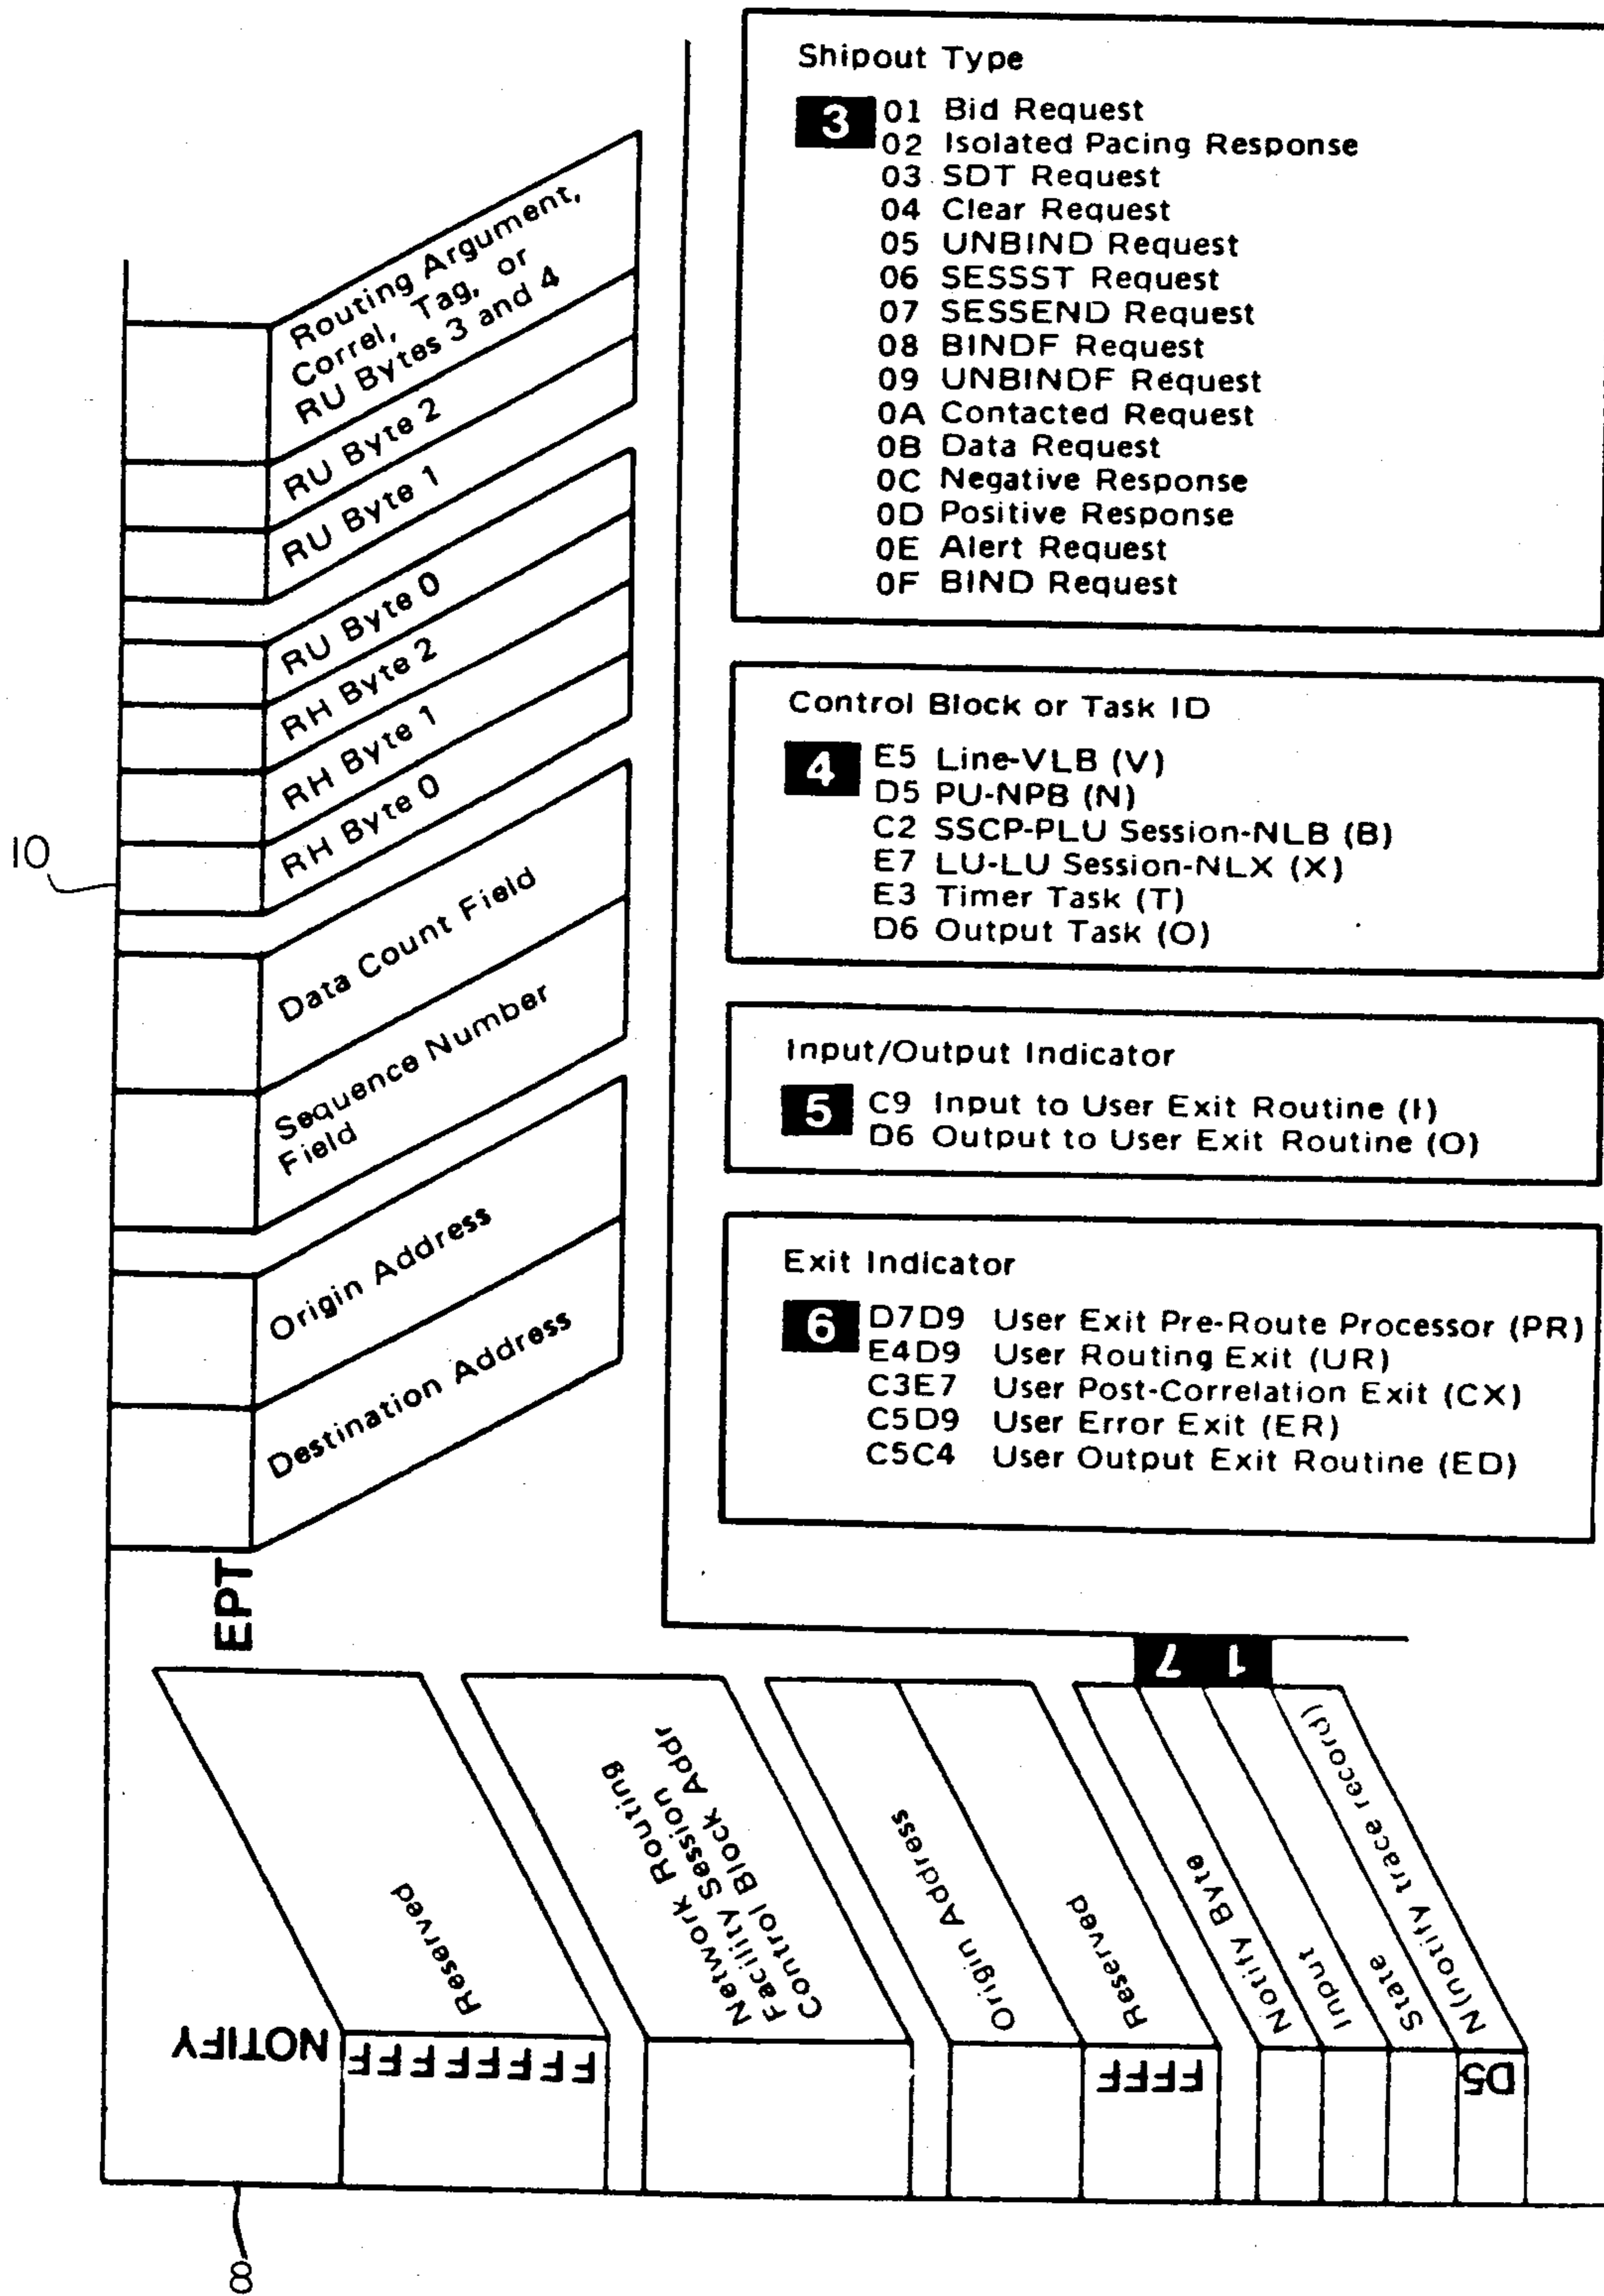 Shipout Type
3
01 Bid Request
02 Isolated Pacing Response
03 SDT Request
04 Clear Request
05 UNBIND Request
06 SESSST Request
07 SESSEND Request
08 BINDF Request
09 UNBINDF Request
0A Contacted Request
0B Data Request
0C Negative Response
0D Positive Response
0E Alert Request
0F BIND Request
Control Block or Task ID
4
E5 Line-VLB (V)
D5 PU-NPB (N)
C2 SSCP-PLU Session-NLB (B)
E7 LU-LU Session-NLX (X)
E3 Timer Task (T)
D6 Output Task (O)
Input/Output Indicator
5
C9 Input to User Exit Routine (I)
D6 Output to User Exit Routine (O)
Exit Indicator
6
D7D9 User Exit Pre-Route Processor (PR)
E4D9 User Routing Exit (UR)
C3E7 User Post-Correlation Exit (CX)
C5D9 User Error Exit (ER)
C5C4 User Output Exit Routine (ED)
Routing Argument,
Correl, Tag, or
RU Bytes 3 and 4
RU Byte 2
RU Byte 1
RU Byte 0
RH Byte 2
RH Byte 1
RH Byte 0
Data Count Field
Sequence Number
Field
Origin Address
Destination Address
10
EPT
NOTIFY
Reserved
FFFFFFFF
Network Routing
Facility Session
Control Block Addr
Origin Address
Reserved
FFFF
Notify Byte
Input
State
N(notify trace record)
D5
7
1
8